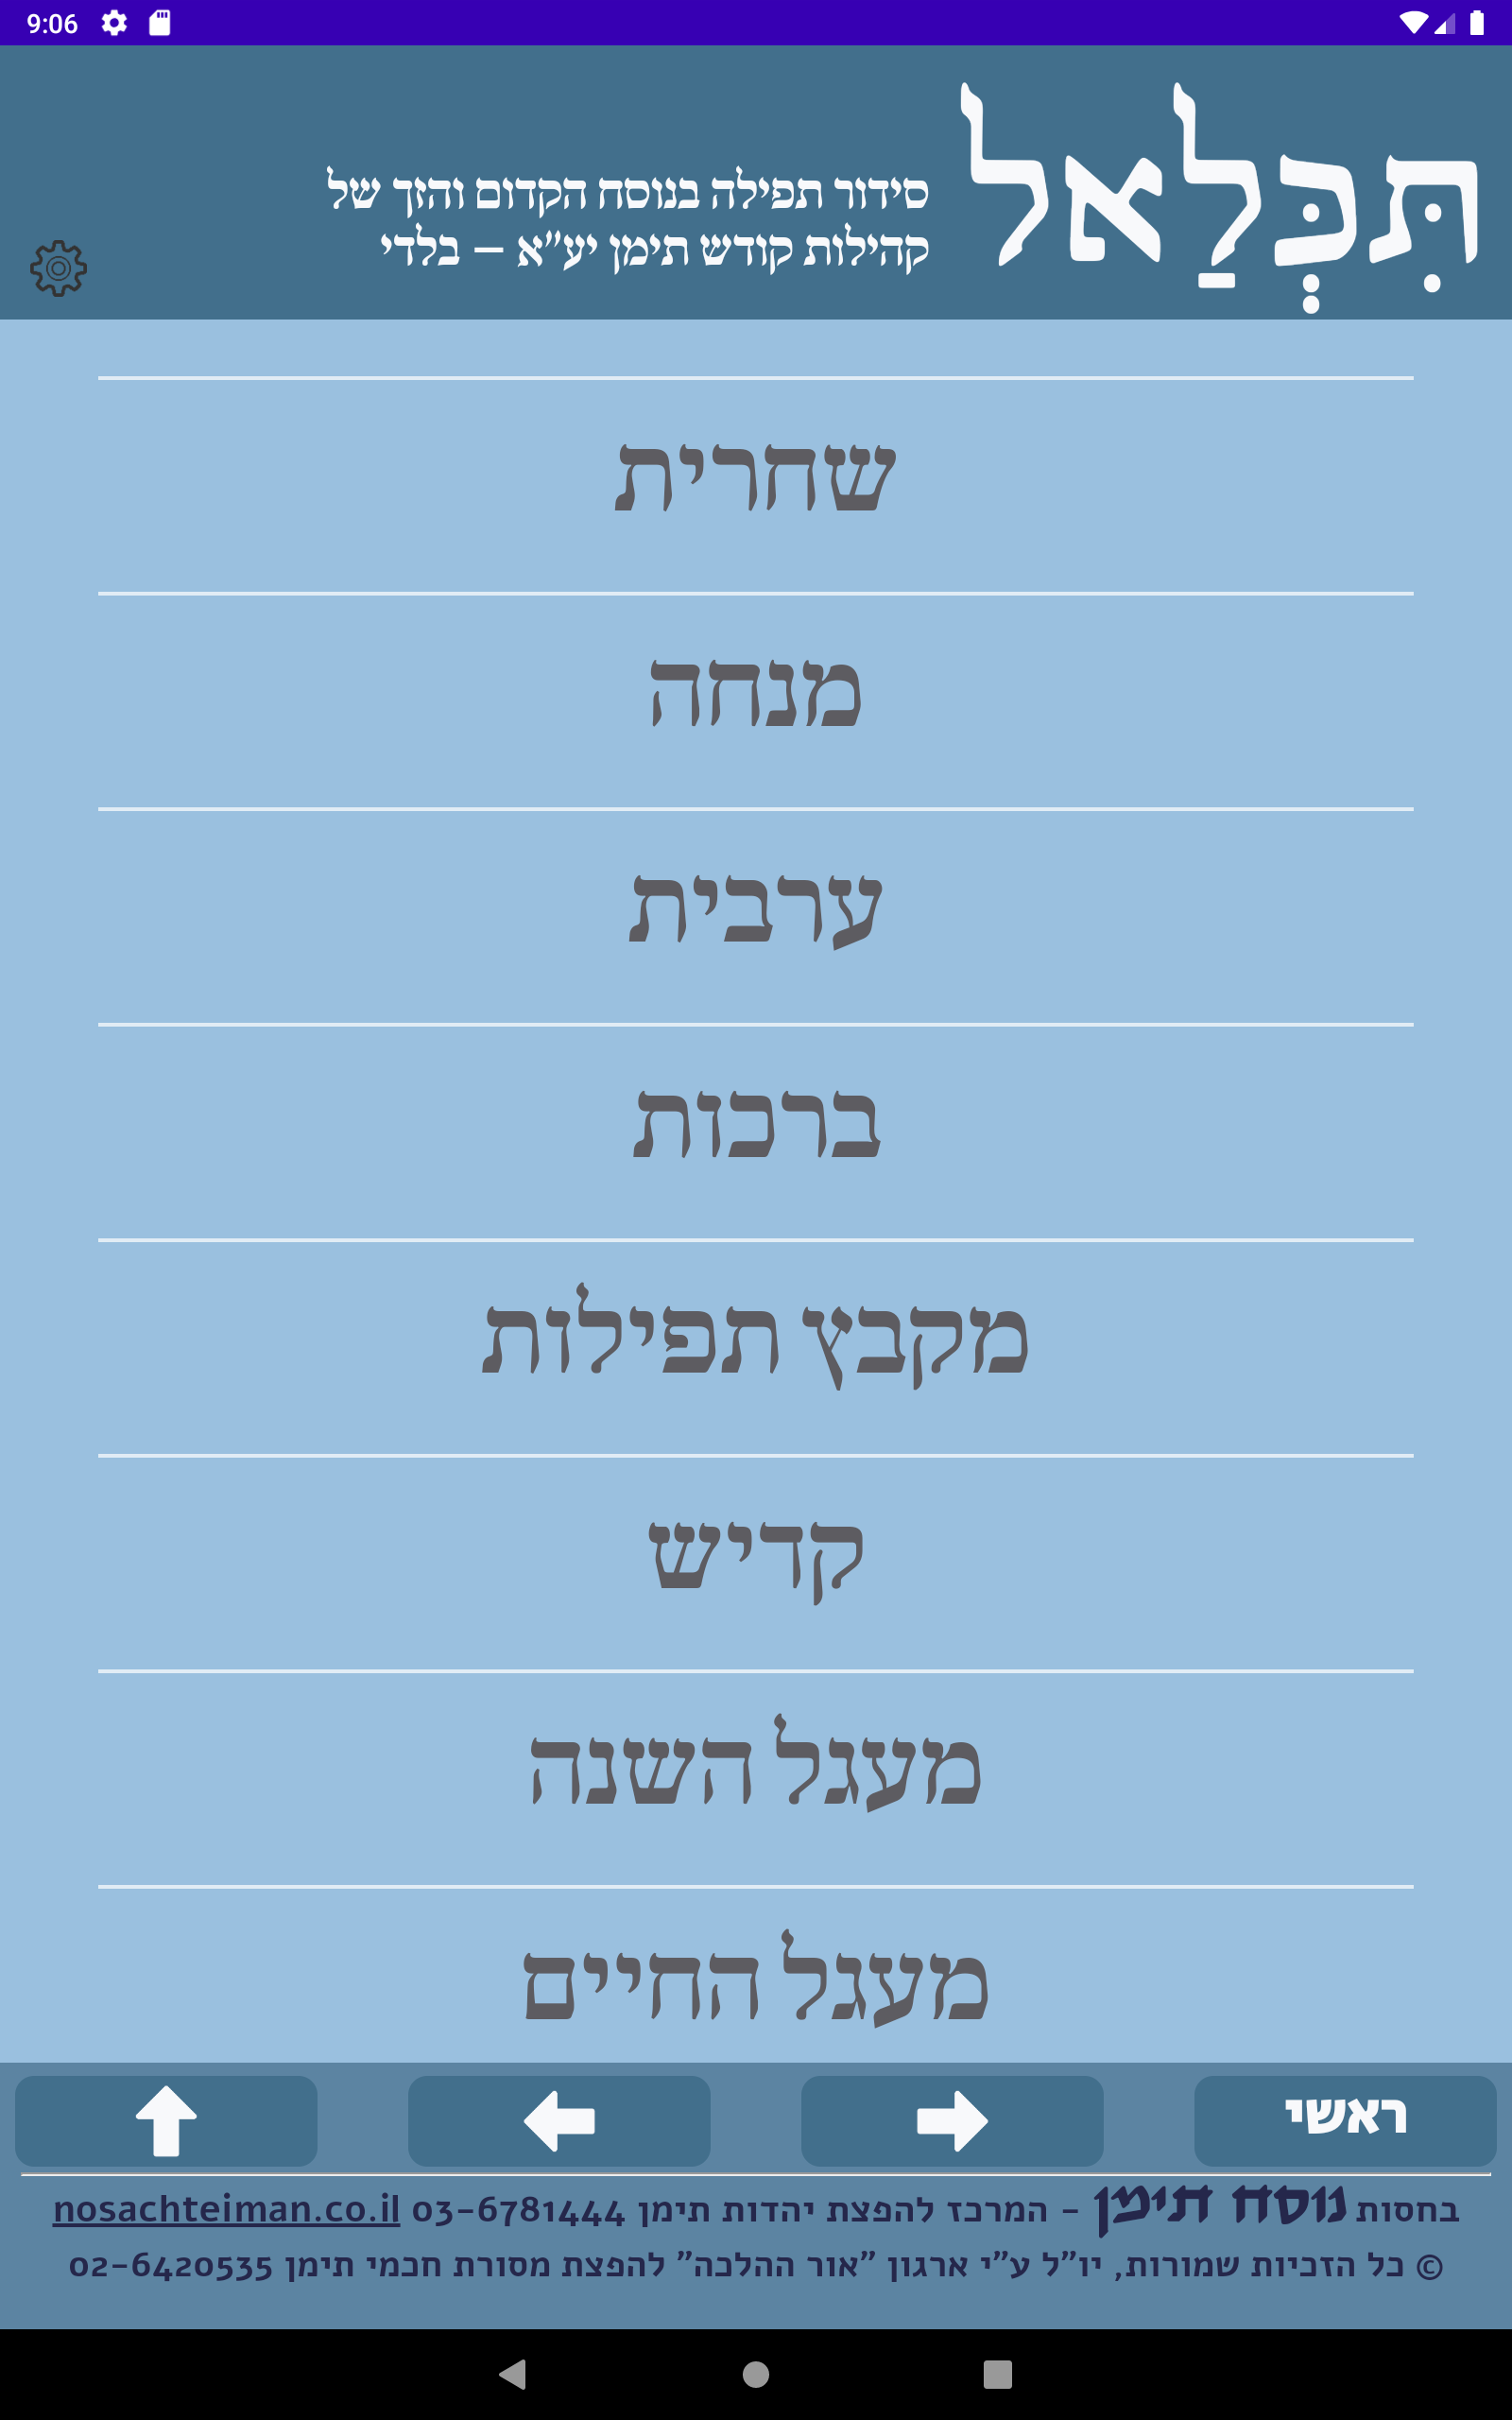 9:06
תִּכְּלַאל
סידור תפילה בנוסח הקדום והזך של
קהילות קודש תימן יע"א – בלדי
שחרית
מנחה
ערבית
ברכות
מקבץ תפילות
קדיש
מעגל השנה
מעגל החיים
ראשי
בחסות נוסח תימן - המרכז להפצת יהדות תימן 03-6781444 nosachteiman.co.il
© כל הזכויות שמורות, יו"ל ע"י ארגון "אור ההלכה" להפצת מסורת חכמי תימן 02-6420535